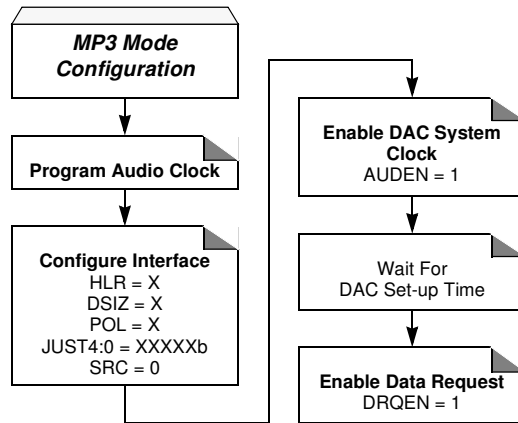 MP3 Mode
Configuration
Program Audio Clock
Configure Interface
HLR = X
DSIZ = X
POL = X
JUST4:0 = XXXXXb
SRC = 0
Enable DAC System
Clock
AUDEN = 1
Wait For
DAC Set-up Time
Enable Data Request
DRQEN = 1